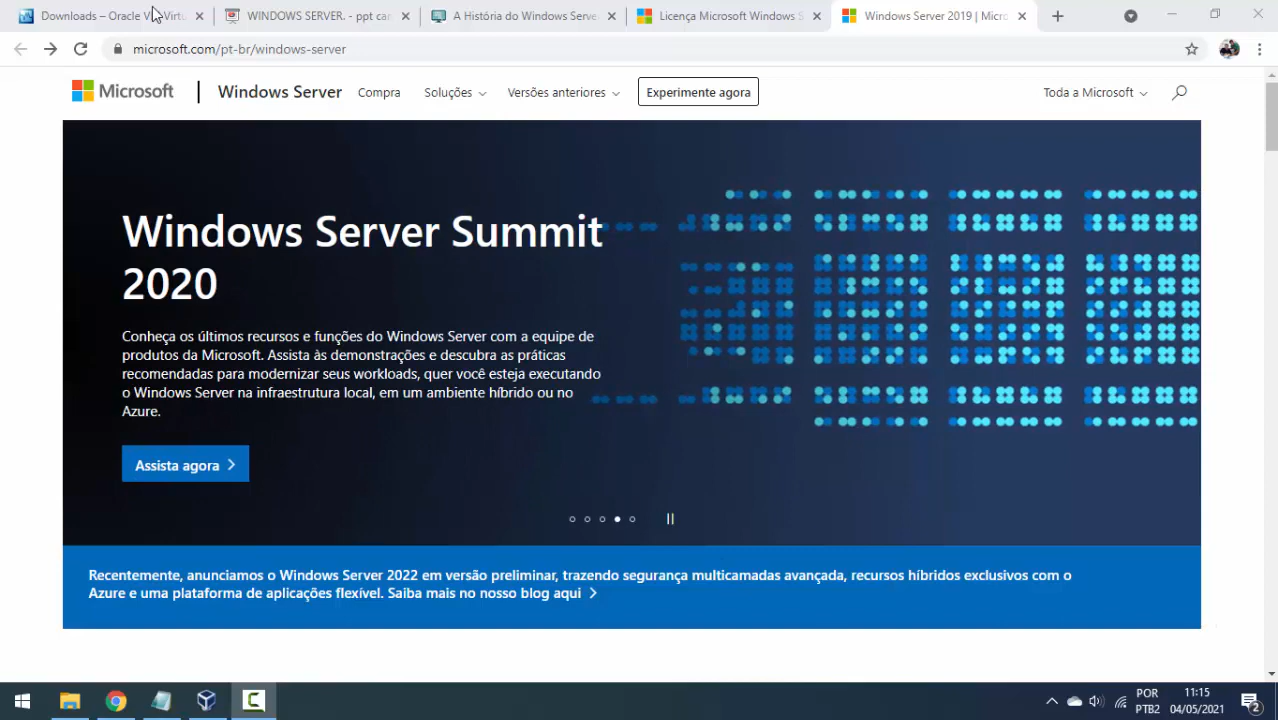 Downloads – Oracle V Virtu
WINDOWS SERVER. - ppt car
A História do Windows Serve
Licença Microsoft Windows S
Windows Server 2019 | Micro
microsoft.com/pt-br/windows-server
Microsoft
Windows Server
Compra
Soluções
Versões anteriores
Experimente agora
Toda a Microsoft
Windows Server Summit
2020
Conheça os últimos recursos e funções do Windows Server com a equipe de
produtos da Microsoft. Assista às demonstrações e descubra as práticas
recomendadas para modernizar seus workloads, quer você esteja executando
o Windows Server na infraestrutura local, em um ambiente híbrido ou no
Azure.
Assista agora
Recentemente, anunciamos o Windows Server 2022 em versão preliminar, trazendo segurança multicamadas avançada, recursos híbridos exclusivos com o
Azure e uma plataforma de aplicações flexível. Saiba mais no nosso blog aqui
POR
PTB2
11:15
04/05/2021
2